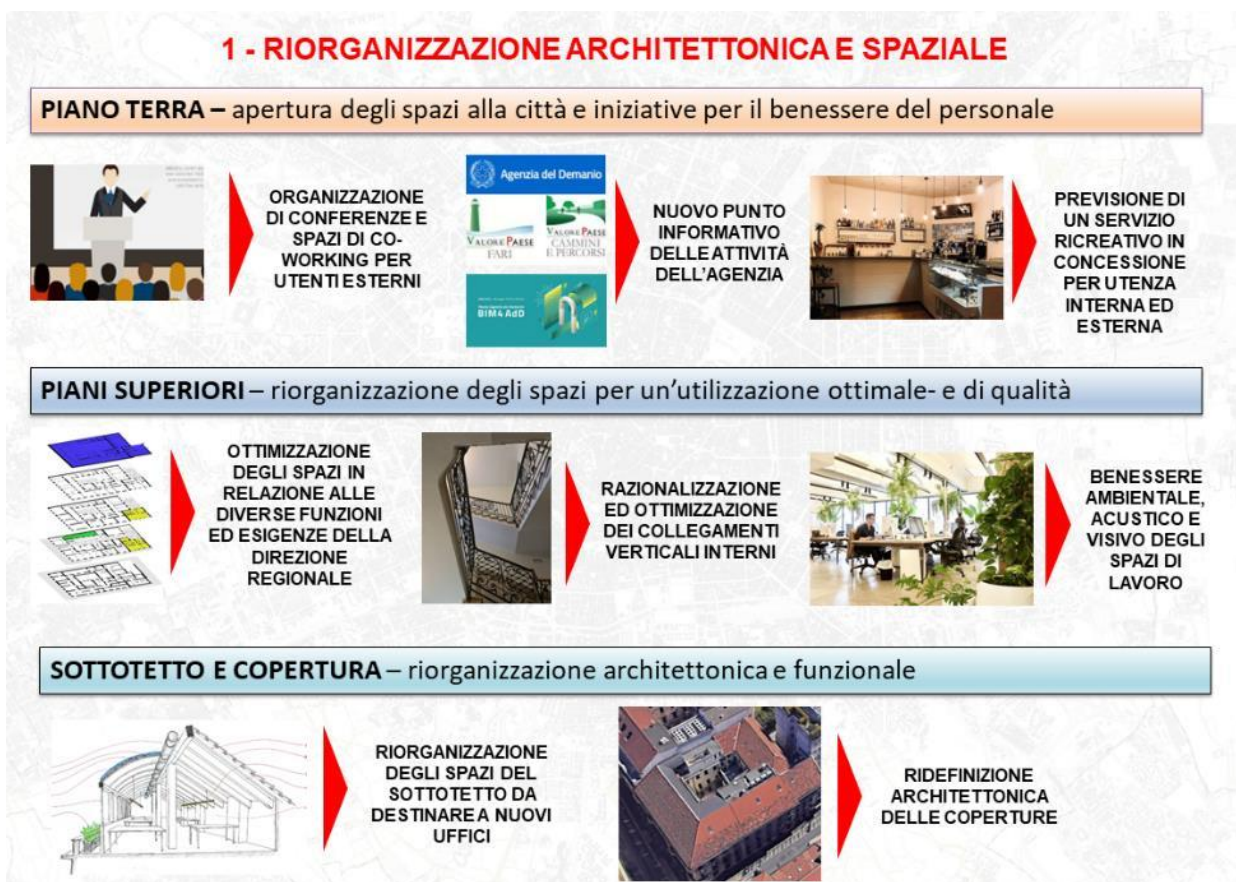 1 - RIORGANIZZAZIONE ARCHITETTONICA E SPAZIALE
PIANO TERRA – apertura degli spazi alla città e iniziative per il benessere del personale
ORGANIZZAZIONE
DI CONFERENZE E
SPAZI DI CO-
WORKING PER
UTENTI ESTERNI
Agenzia del Demanio
VALORE PAESE
FARI
VALORE PAESE
CAMMINI
E PERCORSI
BIM4 AdD
NUOVO PUNTO
INFORMATIVO
DELLE ATTIVITÀ
DELL'AGENZIA
PREVISIONE DI
UN SERVIZIO
RICREATIVO IN
CONCESSIONE
PER UTENZA
INTERNA ED
ESTERNA
PIANI SUPERIORI – riorganizzazione degli spazi per un'utilizzazione ottimale- e di qualità
OTTIMIZZAZIONE
DEGLI SPAZI IN
RELAZIONE ALLE
DIVERSE FUNZIONI
ED ESIGENZE DELLA
DIREZIONE
REGIONALE
RAZIONALIZZAZIONE
ED OTTIMIZZAZIONE
DEI COLLEGAMENTI
VERTICALI INTERNI
BENESSERE
AMBIENTALE,
ACUSTICO E
VISIVO DEGLI
SPAZI DI
LAVORO
SOTTOTETTO E COPERTURA – riorganizzazione architettonica e funzionale
RIORGANIZZAZIONE
DEGLI SPAZI DEL
SOTTOTETTO DA
DESTINARE A NUOVI
UFFICI
RIDEFINIZIONE
ARCHITETTONICA
DELLE COPERTURE